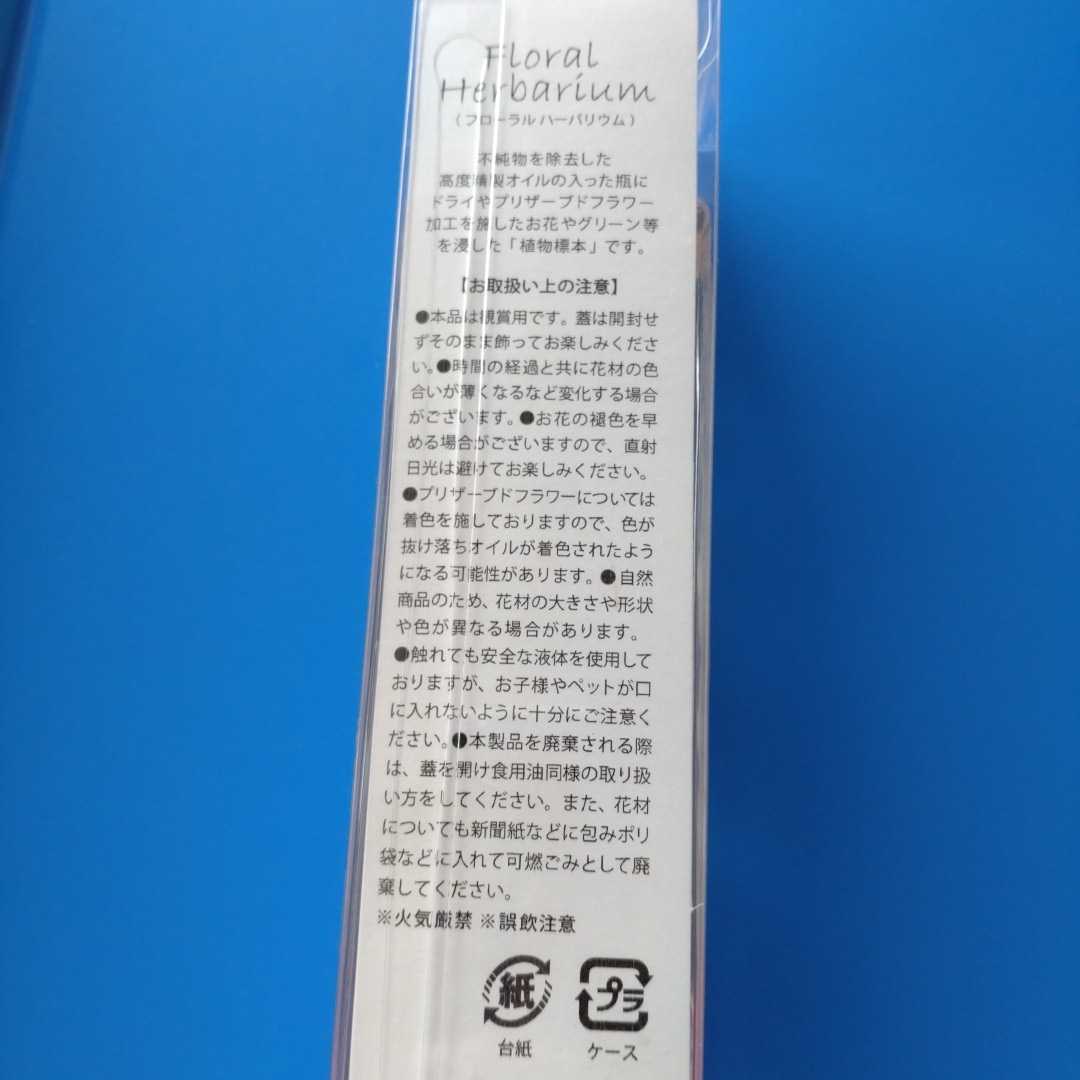 Floral
Herbarium
(フローラル ハーバリウム)
不純物を除去した
高度精製オイルの入った瓶に
ドライやプリザーブドフラワー
加工を施したお花やグリーン等
を浸した「植物標本」です。
【お取扱い上の注意】
●本品は観賞用です。蓋は開封せ
ずそのまま飾ってお楽しみくださ
い。●時間の経過と共に花材の色
合いが薄くなるなど変化する場合
がございます。●お花の褪色を早
める場合がございますので、直射
日光は避けてお楽しみください。
●プリザーブドフラワーについては
着色を施しておりますので、色が
抜け落ちオイルが着色されたよう
になる可能性があります。●自然
商品のため、花材の大きさや形状
や色が異なる場合があります。
●触れても安全な液体を使用して
おりますが、お子様やペットが口
に入れないように十分にご注意く
ださい。●本製品を廃棄される際
は、蓋を開け食用油同様の取り扱
い方をしてください。また、花材
についても新聞紙などに包みポリ
袋などに入れて可燃ごみとして廃
棄してください。
※火気厳禁 ※誤飲注意
紙 プラ
台紙 ケース